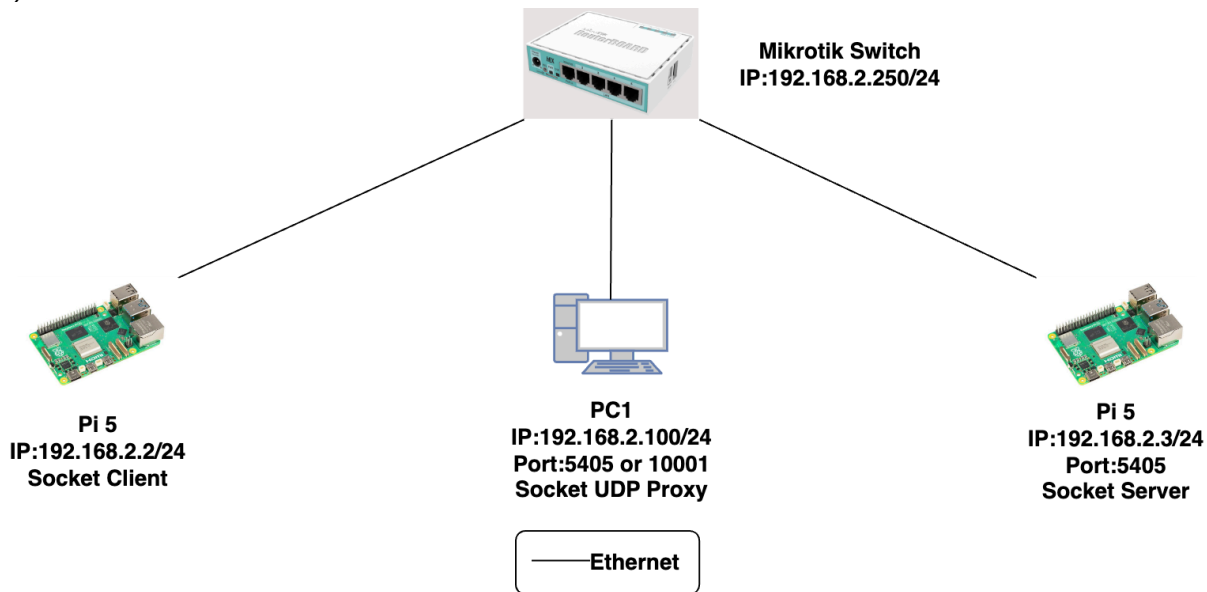 RouterBOARD
Mikrotik Switch
IP:192.168.2.250/24
Pi 5
IP:192.168.2.2/24
Socket Client
PC1
IP:192.168.2.100/24
Port:5405 or 10001
Socket UDP Proxy
Pi 5
IP:192.168.2.3/24
Port:5405
Socket Server
Ethernet